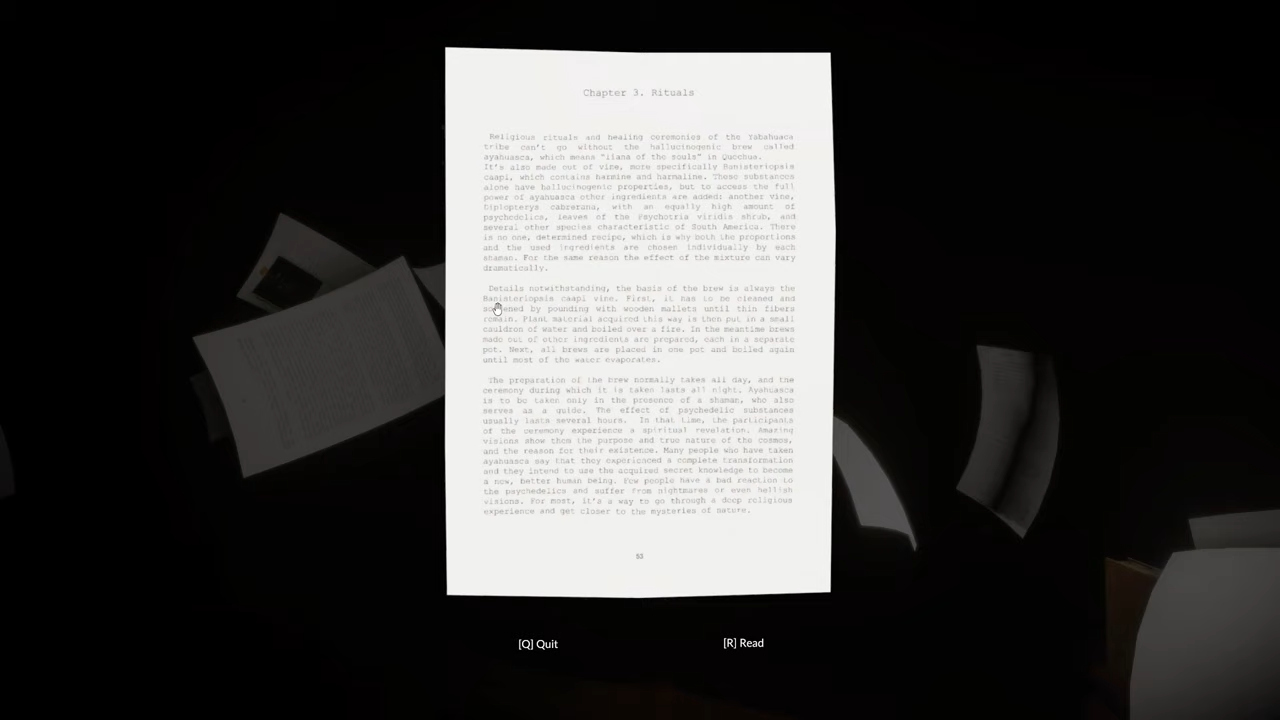 Chapter 3. Rituals
Religious rituals and healing ceremonies of the Yabahuaca
tribe can't go without the hallucinogenic brew called
ayahuasca, which means "liana of the souls" in Quechua.
It's also made out of vine, more specifically Banisteriopsis
caapi, which contains harmine and harmaline. These substances
alone have hallucinogenic properties, but to access the full
power of ayahuasca other ingredients are added: another vine,
Diplopterys cabrerana, with an equally high amount of
psychedelics, leaves of the Psychotria viridis shrub, and
several other species characteristic of South America. There
is no one, determined recipe, which is why both the proportions
and the used ingredients are chosen individually by each
shaman. For the same reason the effect of the mixture can vary
dramatically.
Details notwithstanding, the basis of the brew is always the
Banisteriopsis caapi vine. First, it has to be cleaned and
softened by pounding with wooden mallets until thin fibers
remain. Plant material acquired this way is then put in a small
cauldron of water and boiled over a fire. In the meantime brews
made out of other ingredients are prepared, each in a separate
pot. Next, all brews are placed in one pot and boiled again
until most of the water evaporates.
The preparation of the brew normally takes all day, and the
ceremony during which it is taken lasts all night. Ayahuasca
is to be taken only in the presence of a shaman, who also
serves as a guide. The effect of psychedelic substances
usually lasts several hours. In that time, the participants
of the ceremony experience a spiritual revelation. Amazing
visions show them the purpose and true nature of the cosmos,
and the reason for their existence. Many people who have taken
ayahuasca say that they experienced a complete transformation
and they intend to use the acquired secret knowledge to become
a new, better human being. Few people have a bad reaction to
the psychedelics and suffer from nightmares or even hellish
visions. For most, it's a way to go through a deep religious
experience and get closer to the mysteries of nature.
53
[Q] Quit
[R] Read